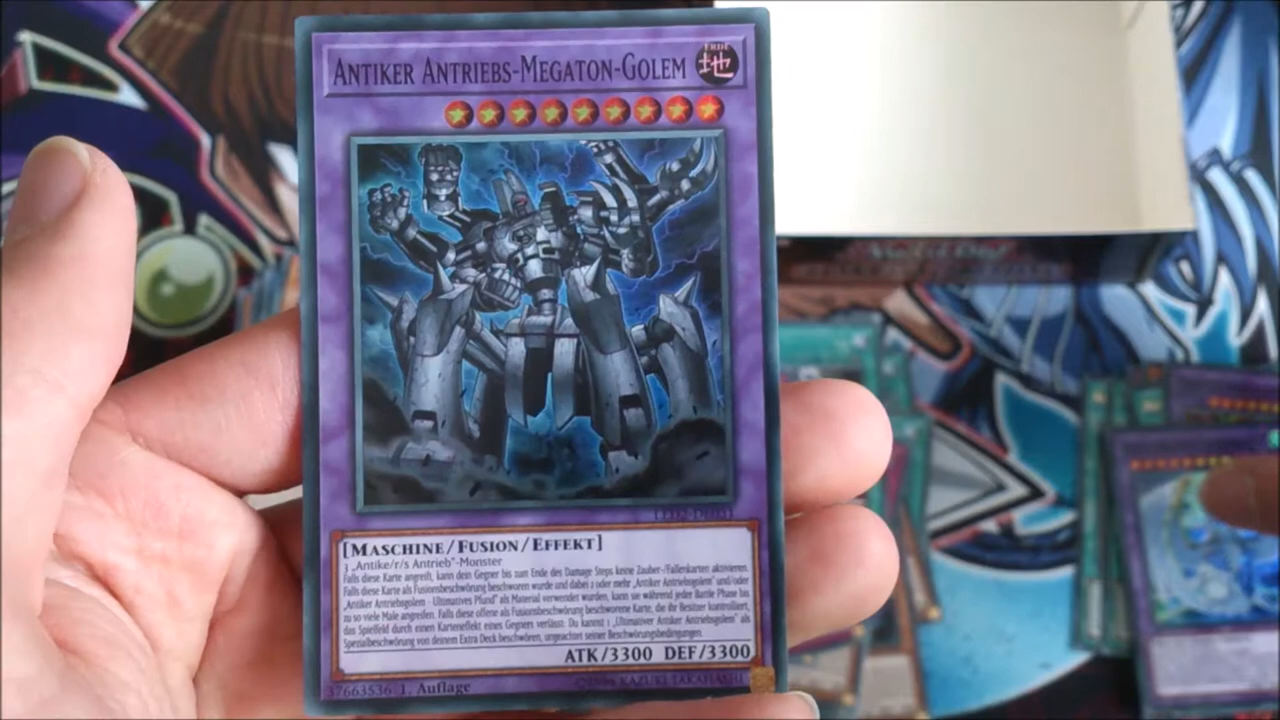 ANTIKER ANTRIEBS-MEGATON-GOLEM
ERDE
地
LED2-DE031
[MASCHINE/FUSION/EFFEKT]
3 „Antike/r/s Antrieb"-Monster
Falls diese Karte angreift, kann dein Gegner bis zum Ende des Damage Steps keine Zauber-/Fallenkarten aktivieren.
Falls diese Karte als Fusionsbeschwörung beschworen wurde und dabei 2 oder mehr „Antiker Antriebsgolem" und/oder
„Antiker Antriebsgolem - Ultimatives Pfund" als Material verwendet wurden, kann sie während jeder Battle Phase bis
zu so viele Male angreifen. Falls diese offene als Fusionsbeschwörung beschworene Karte, die ihr Besitzer kontrolliert,
das Spielfeld durch einen Karteneffekt eines Gegners verlässt: Du kannst 1 „Ultimativer Antiker Antriebsgolem" als
Spezialbeschwörung von deinem Extra Deck beschwören, ungeachtet seiner Beschwörungsbedingungen.
ATK/3300 DEF/3300
37663536 1. Auflage
©1996 KAZUKI TAKAHASHI